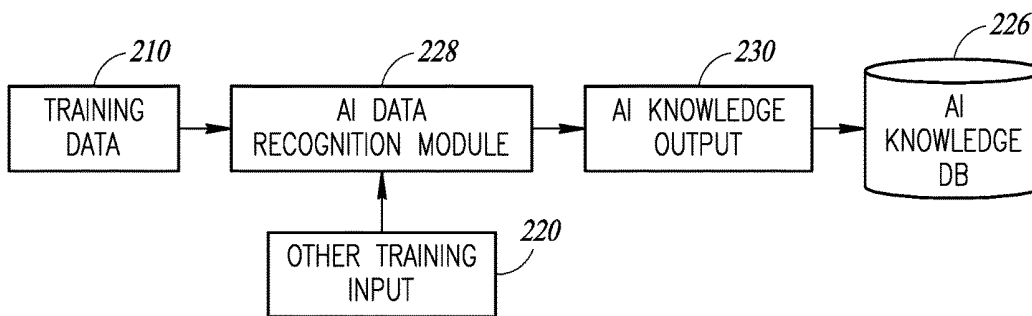 210
228
230
226
TRAINING
DATA
AI DATA
RECOGNITION MODULE
AI KNOWLEDGE
OUTPUT
AI
KNOWLEDGE
DB
220
OTHER TRAINING
INPUT